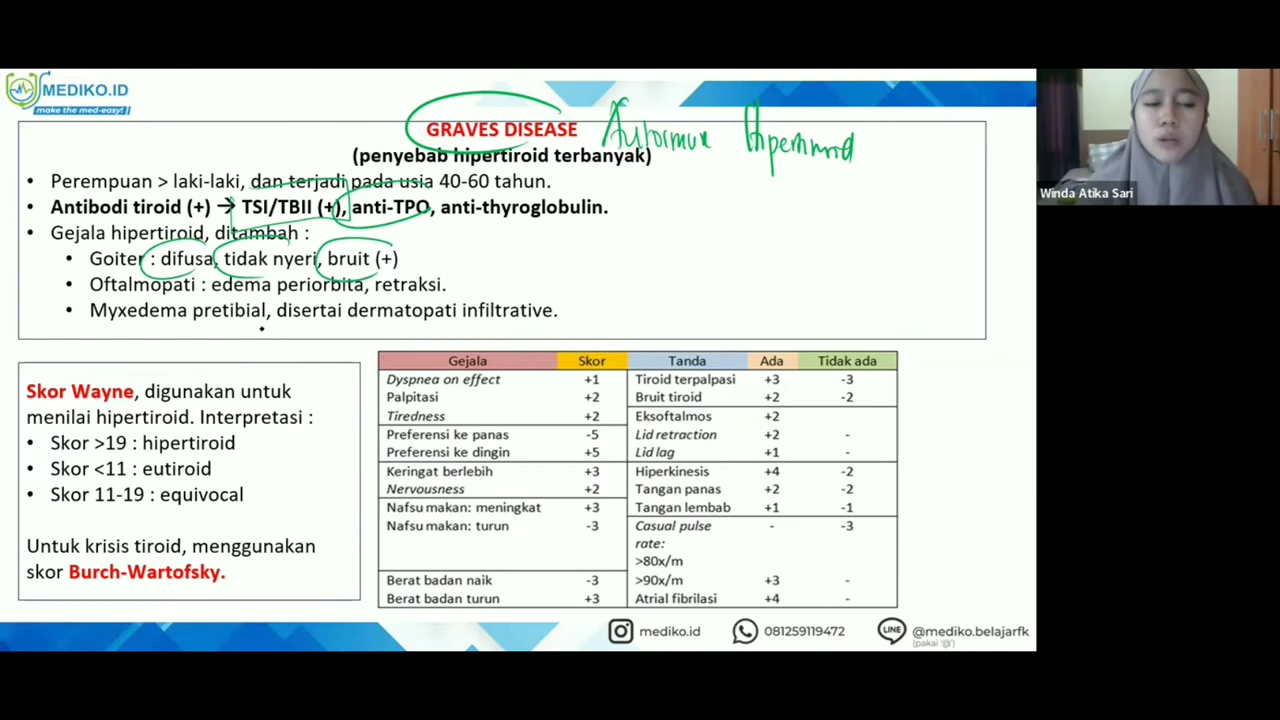 MEDIKO.ID
make the med-easy!
GRAVES DISEASE
(penyebab hipertiroid terbanyak)
• Perempuan > laki-laki, dan terjadi pada usia 40-60 tahun.
• Antibodi tiroid (+) → TSI/TBII (+), anti-TPO, anti-thyroglobulin.
• Gejala hipertiroid, ditambah :
• Goiter : difusa, tidak nyeri, bruit (+)
• Oftalmopati : edema periorbita, retraksi.
• Myxedema pretibial, disertai dermatopati infiltrative.
Winda Atika Sari
Skor Wayne, digunakan untuk
menilai hipertiroid. Interpretasi :
• Skor >19 : hipertiroid
• Skor <11 : eutiroid
• Skor 11-19 : equivocal
Untuk krisis tiroid, menggunakan
skor Burch-Wartofsky.
Gejala Skor Tanda Ada Tidak ada
Dyspnea on effect +1 Tiroid terpalpasi +3 -3
Palpitasi +2 Bruit tiroid +2 -2
Tiredness +2 Eksoftalmos +2
Preferensi ke panas -5 Lid retraction +2 -
Preferensi ke dingin +5 Lid lag +1 -
Keringat berlebih +3 Hiperkinesis +4 -2
Nervousness +2 Tangan panas +2 -2
Nafsu makan: meningkat +3 Tangan lembab +1 -1
Nafsu makan: turun -3 Casual pulse - -3
rate:
>80x/m
Berat badan naik -3 >90x/m +3 -
Berat badan turun +3 Atrial fibrilasi +4 -
mediko.id 081259119472 LINE @mediko.belajarfk
(pakai '@')